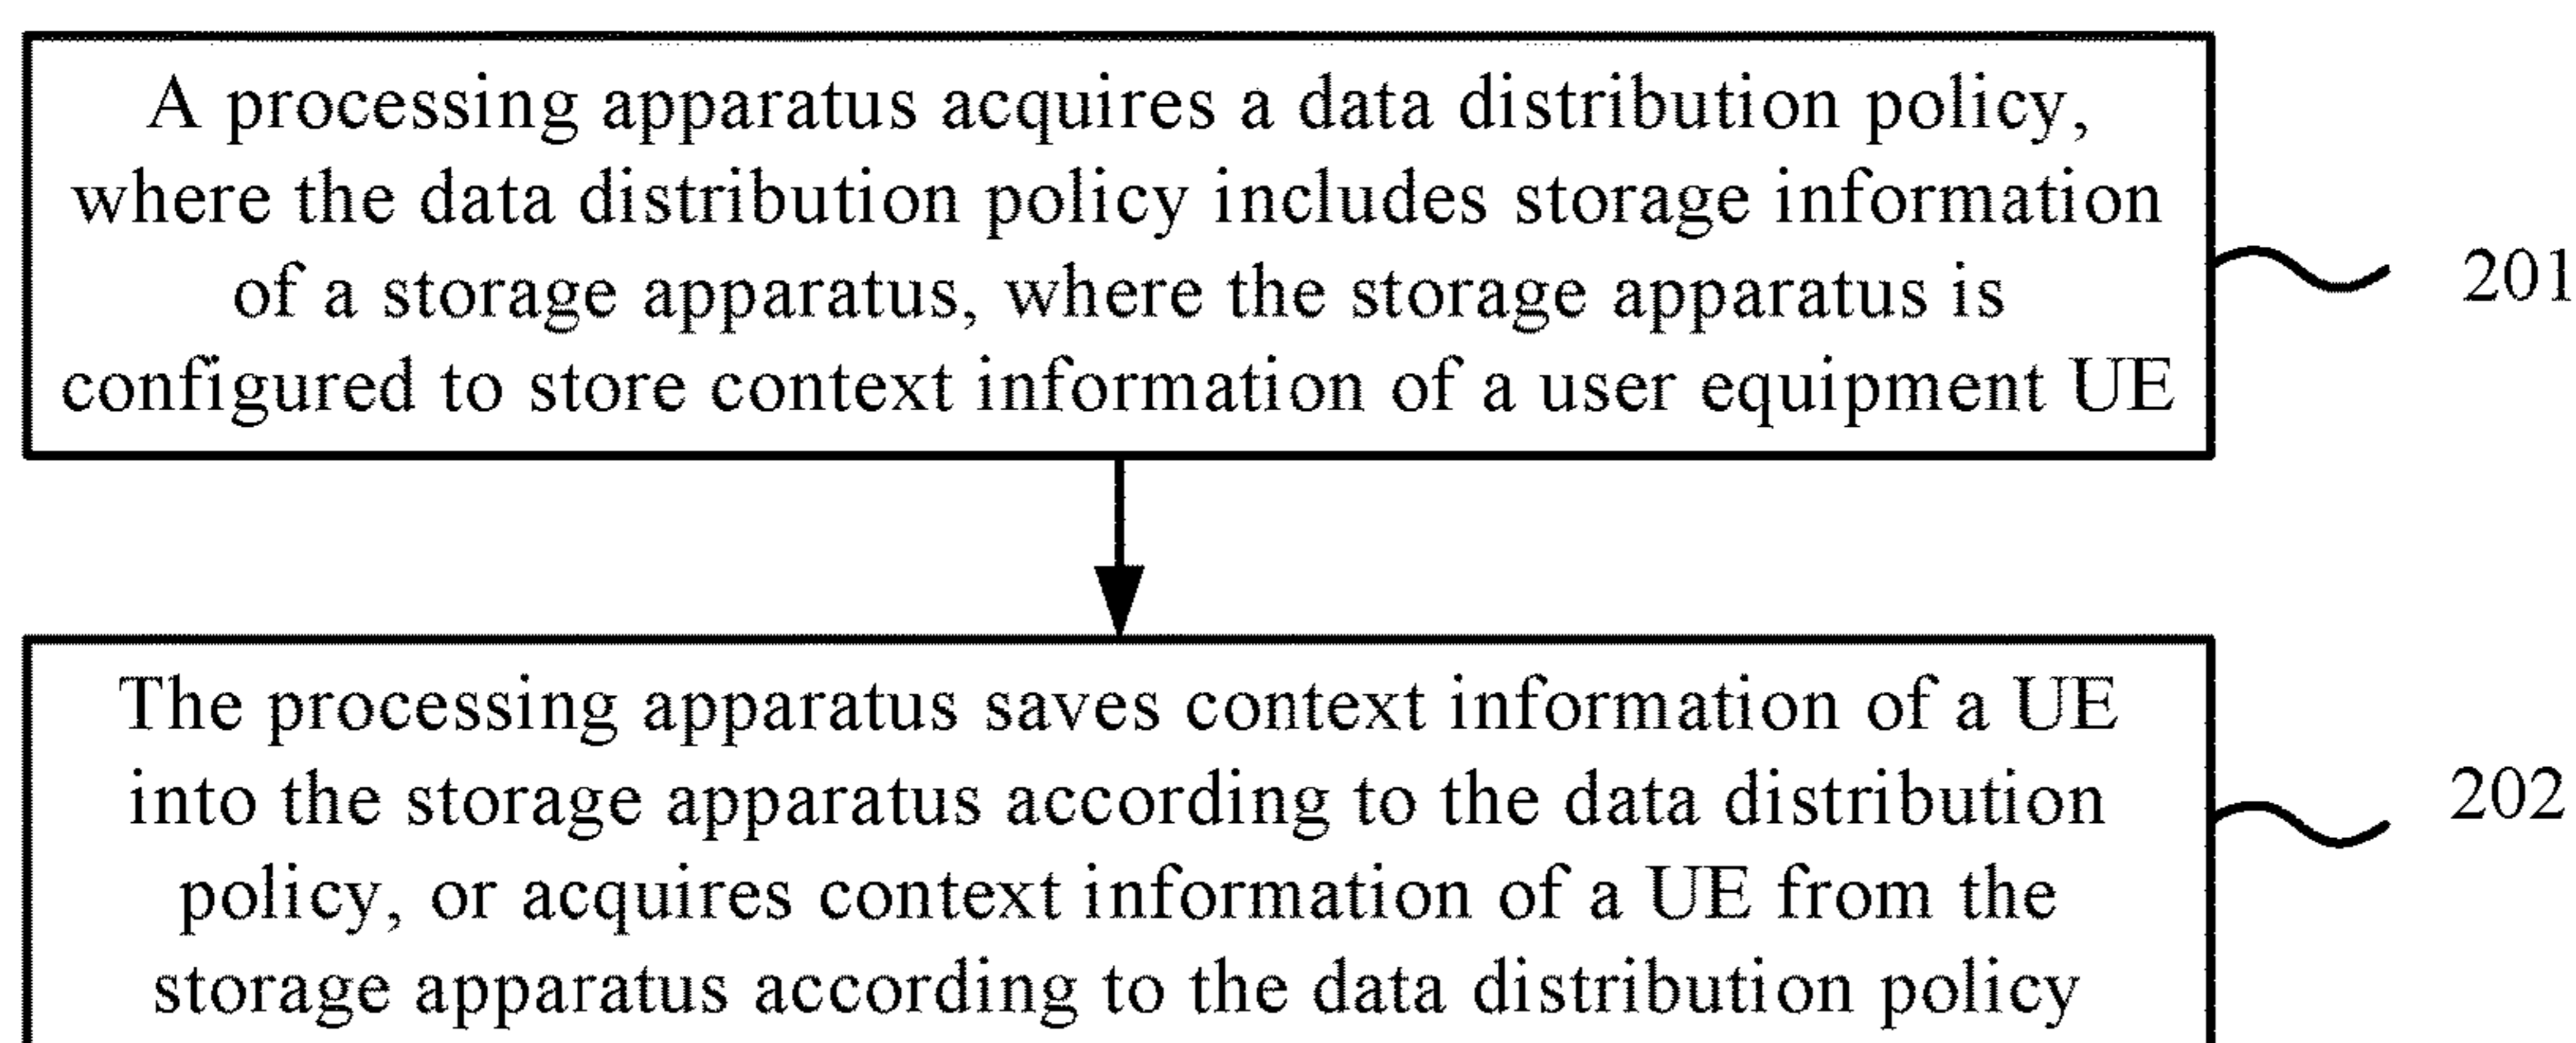 A processing apparatus acquires a data distribution policy,
where the data distribution policy includes storage information
of a storage apparatus, where the storage apparatus is
configured to store context information of a user equipment UE
201
The processing apparatus saves context information of a UE
into the storage apparatus according to the data distribution
policy, or acquires context information of a UE from the
storage apparatus according to the data distribution policy
202